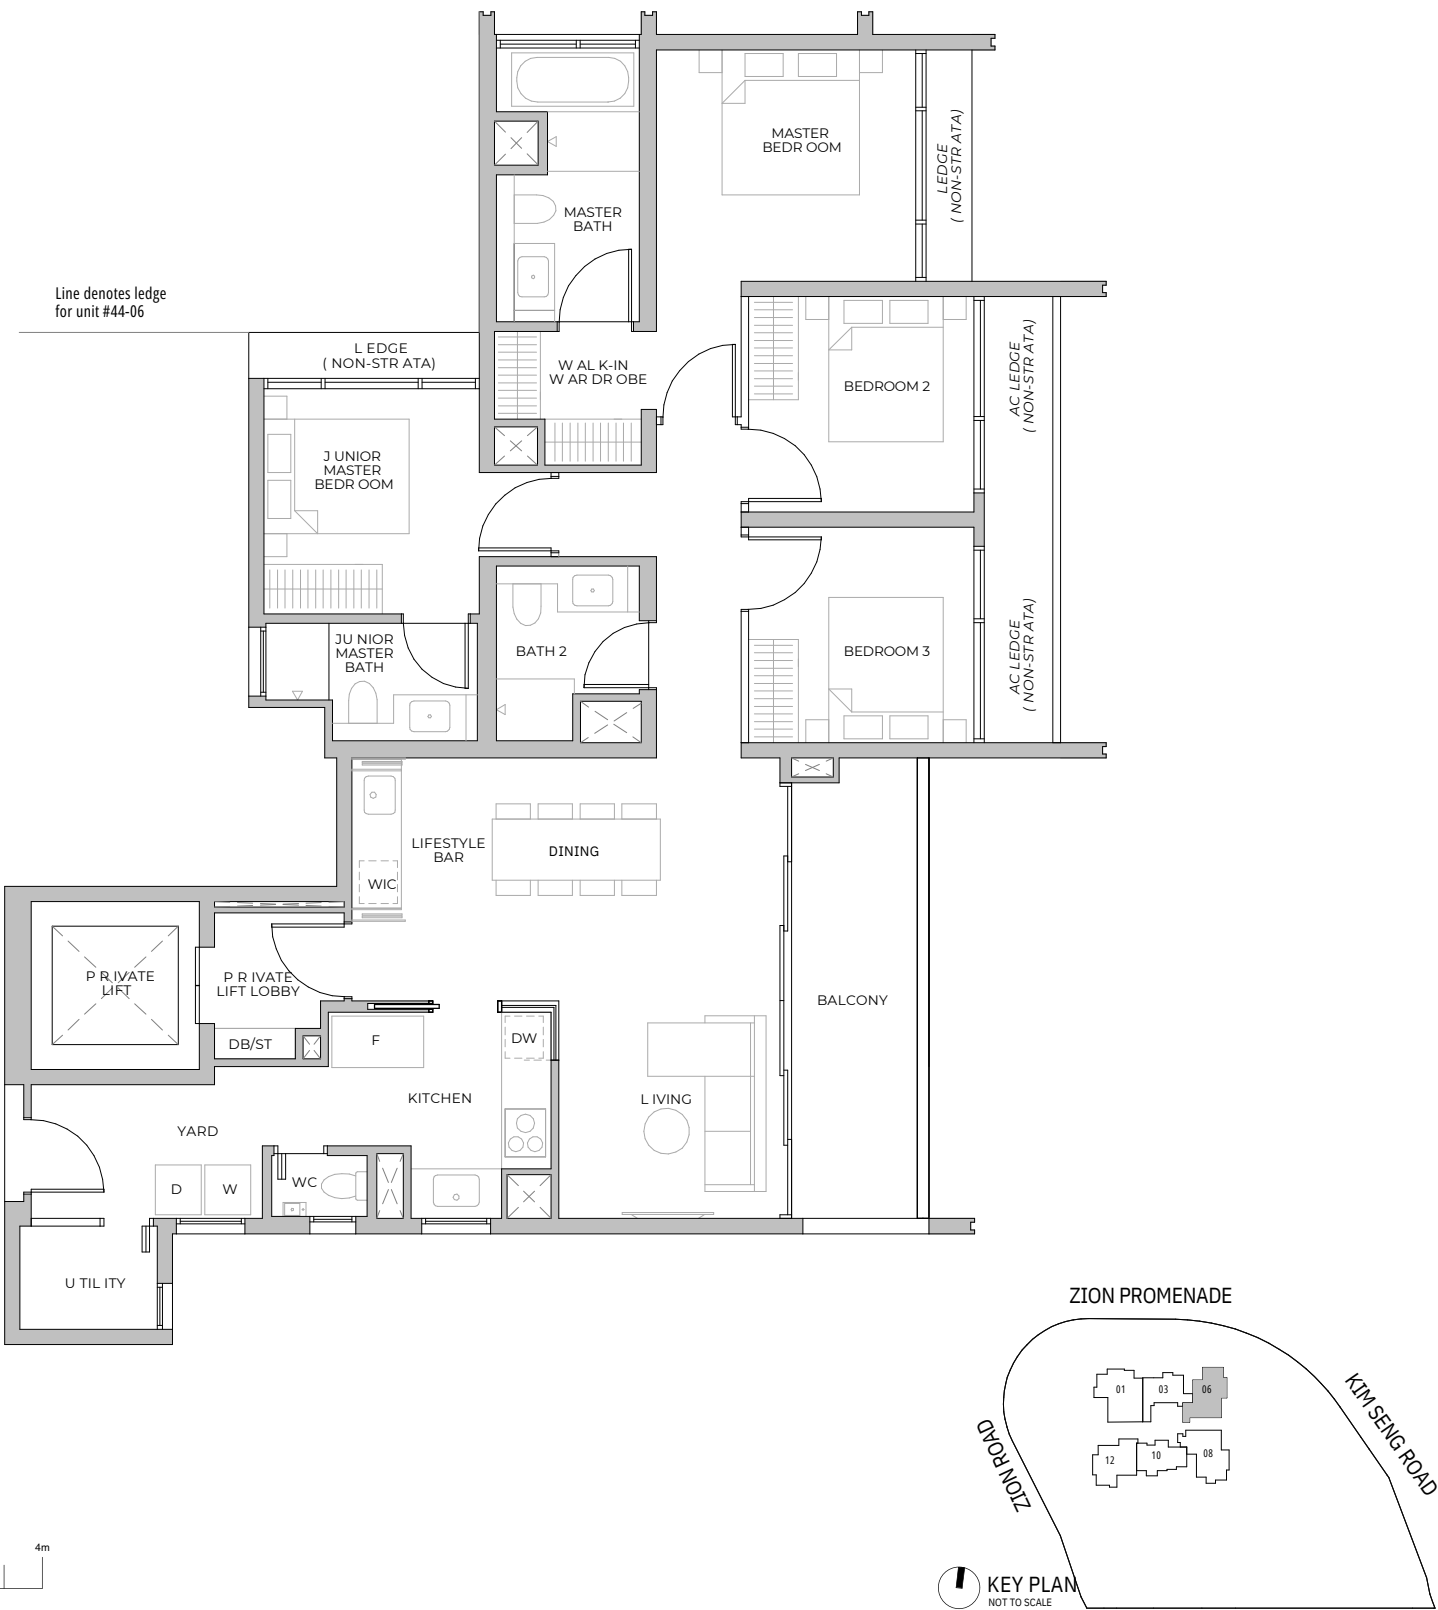 MASTER
BEDR OOM
LEDGE
( NON-STR ATA)
MASTER
BATH
Line denotes ledge
for unit #44-06
L EDGE
( NON-STR ATA)
W AL K-IN
W AR DR OBE
BEDROOM 2
AC LEDGE
( NON-STR ATA)
J UNIOR
MASTER
BEDR OOM
JU NIOR
MASTER
BATH
BATH 2
BEDROOM 3
AC LEDGE
( NON-STR ATA)
LIFESTYLE
BAR
DINING
WIC
P R IVATE
LIFT
P R IVATE
LIFT LOBBY
BALCONY
DB/ST
F
DW
KITCHEN
L IVING
YARD
D
W
WC
U TIL ITY
ZION PROMENADE
01
03
06
KIM SENG ROAD
ZION ROAD
12
10
08
4m
KEY PLAN
NOT TO SCALE